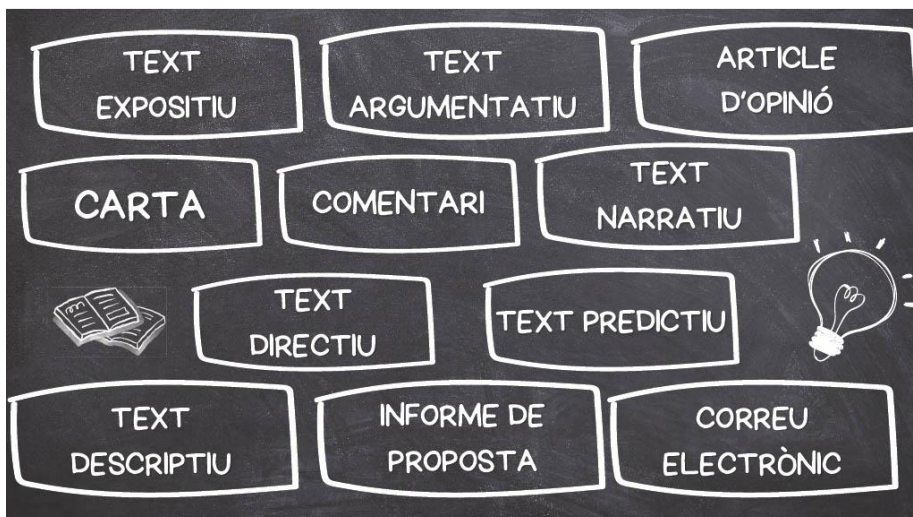 TEXT
EXPOSITIU
TEXT
ARGUMENTATIU
ARTICLE
D'OPINIÓ
CARTA
COMENTARI
TEXT
NARRATIU
TEXT
DIRECTIU
TEXT PREDICTIU
TEXT
DESCRIPTIU
INFORME DE
PROPOSTA
CORREU
ELECTRÒNIC